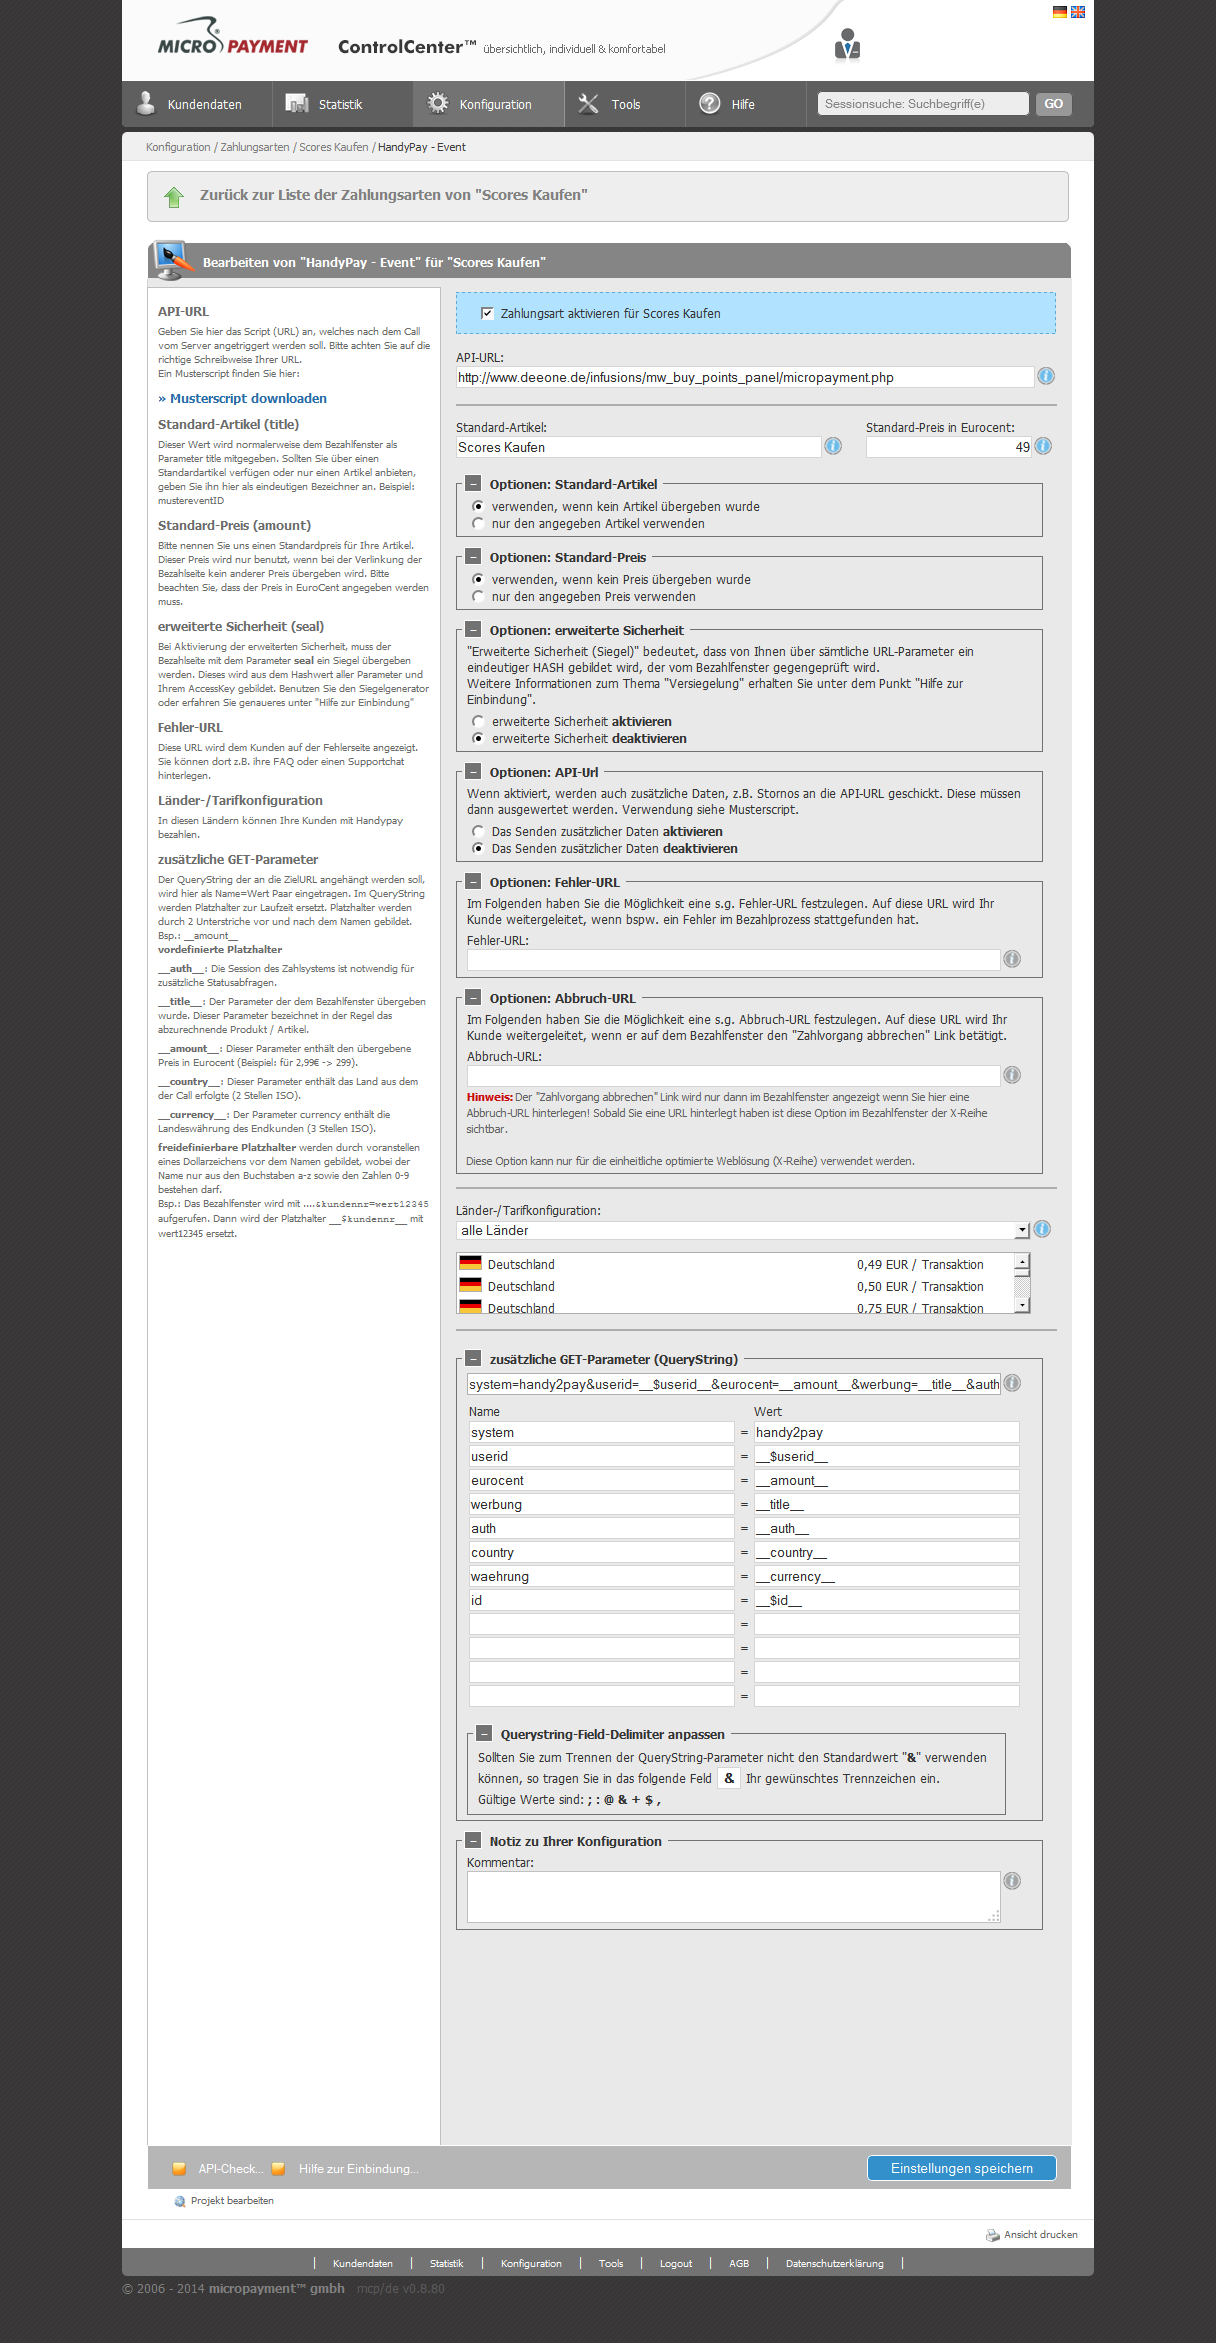 MICROPAYMENT
ControlCenter™ übersichtlich, individuell & komfortabel
Kundendaten
Statistik
Konfiguration
Tools
Hilfe
Sessionsuche: Suchbegriff(e)
GO
Konfiguration / Zahlungsarten / Scores Kaufen / HandyPay - Event
Zurück zur Liste der Zahlungsarten von "Scores Kaufen"
Bearbeiten von "HandyPay - Event" für "Scores Kaufen"
API-URL
Geben Sie hier das Script (URL) an, welches nach dem Call
vom Server angetriggert werden soll. Bitte achten Sie auf die
richtige Schreibweise Ihrer URL.
Ein Musterscript finden Sie hier:
» Musterscript downloaden
Standard-Artikel (title)
Dieser Wert wird normalerweise dem Bezahlfenster als
Parameter title mitgegeben. Sollten Sie über einen
Standardartikel verfügen oder nur einen Artikel anbieten,
geben Sie ihn hier als eindeutigen Bezeichner an. Beispiel:
mustereventID
Standard-Preis (amount)
Bitte nennen Sie uns einen Standardpreis für Ihre Artikel.
Dieser Preis wird nur benutzt, wenn bei der Verlinkung der
Bezahlseite kein anderer Preis übergeben wird. Bitte
beachten Sie, dass der Preis in EuroCent angegeben werden
muss.
erweiterte Sicherheit (seal)
Bei Aktivierung der erweiterten Sicherheit, muss der
Bezahlseite mit dem Parameter seal ein Siegel übergeben
werden. Dieses wird aus dem Hashwert aller Parameter und
Ihrem AccessKey gebildet. Benutzen Sie den Siegelgenerator
oder erfahren Sie genaueres unter "Hilfe zur Einbindung"
Fehler-URL
Diese URL wird dem Kunden auf der Fehlerseite angezeigt.
Sie können dort z.B. ihre FAQ oder einen Supportchat
hinterlegen.
Länder-/Tarifkonfiguration
In diesen Ländern können Ihre Kunden mit Handypay
bezahlen.
zusätzliche GET-Parameter
Der QueryString der an die ZielURL angehängt werden soll,
wird hier als Name=Wert Paar eingetragen. Im QueryString
werden Platzhalter zur Laufzeit ersetzt. Platzhalter werden
durch 2 Unterstriche vor und nach dem Namen gebildet.
Bsp.: __amount__
vordefinierte Platzhalter
__auth__: Die Session des Zahlsystems ist notwendig für
zusätzliche Statusabfragen.
__title__: Der Parameter der dem Bezahlfenster übergeben
wurde. Dieser Parameter bezeichnet in der Regel das
abzurechnende Produkt / Artikel.
__amount__: Dieser Parameter enthält den übergebene
Preis in Eurocent (Beispiel: für 2,99€ -> 299).
__country__: Dieser Parameter enthält das Land aus dem
der Call erfolgte (2 Stellen ISO).
__currency__: Der Parameter currency enthält die
Landeswährung des Endkunden (3 Stellen ISO).
freidefinierbare Platzhalter werden durch voranstellen
eines Dollarzeichens vor dem Namen gebildet, wobei der
Name nur aus den Buchstaben a-z sowie den Zahlen 0-9
bestehen darf.
Bsp.: Das Bezahlfenster wird mit ....&kundennr=wert12345
aufgerufen. Dann wird der Platzhalter __$kundennr__ mit
wert12345 ersetzt.
Zahlungsart aktivieren für Scores Kaufen
API-URL:
http://www.deeone.de/infusions/mw_buy_points_panel/micropayment.php
Standard-Artikel: Standard-Preis in Eurocent:
Scores Kaufen 49
Optionen: Standard-Artikel
verwenden, wenn kein Artikel übergeben wurde
nur den angegeben Artikel verwenden
Optionen: Standard-Preis
verwenden, wenn kein Preis übergeben wurde
nur den angegeben Preis verwenden
Optionen: erweiterte Sicherheit
"Erweiterte Sicherheit (Siegel)" bedeutet, dass von Ihnen über sämtliche URL-Parameter ein
eindeutiger HASH gebildet wird, der vom Bezahlfenster gegengeprüft wird.
Weitere Informationen zum Thema "Versiegelung" erhalten Sie unter dem Punkt "Hilfe zur
Einbindung".
erweiterte Sicherheit aktivieren
erweiterte Sicherheit deaktivieren
Optionen: API-Url
Wenn aktiviert, werden auch zusätzliche Daten, z.B. Stornos an die API-URL geschickt. Diese müssen
dann ausgewertet werden. Verwendung siehe Musterscript.
Das Senden zusätzlicher Daten aktivieren
Das Senden zusätzlicher Daten deaktivieren
Optionen: Fehler-URL
Im Folgenden haben Sie die Möglichkeit eine s.g. Fehler-URL festzulegen. Auf diese URL wird Ihr
Kunde weitergeleitet, wenn bspw. ein Fehler im Bezahlprozess stattgefunden hat.
Fehler-URL:
Optionen: Abbruch-URL
Im Folgenden haben Sie die Möglichkeit eine s.g. Abbruch-URL festzulegen. Auf diese URL wird Ihr
Kunde weitergeleitet, wenn er auf dem Bezahlfenster den "Zahlvorgang abbrechen" Link betätigt.
Abbruch-URL:
Hinweis: Der "Zahlvorgang abbrechen" Link wird nur dann im Bezahlfenster angezeigt wenn Sie hier eine
Abbruch-URL hinterlegen! Sobald Sie eine URL hinterlegt haben ist diese Option im Bezahlfenster der X-Reihe
sichtbar.
Diese Option kann nur für die einheitliche optimierte Weblösung (X-Reihe) verwendet werden.
Länder-/Tarifkonfiguration:
alle Länder
Deutschland 0,49 EUR / Transaktion
Deutschland 0,50 EUR / Transaktion
Deutschland 0,75 EUR / Transaktion
zusätzliche GET-Parameter (QueryString)
system=handy2pay&userid=__$userid__&eurocent=__amount__&werbung=__title__&auth
Name Wert
system = handy2pay
userid = __$userid__
eurocent = __amount__
werbung = __title__
auth = __auth__
country = __country__
waehrung = __currency__
id = __$id__
=
=
=
=
Querystring-Field-Delimiter anpassen
Sollten Sie zum Trennen der QueryString-Parameter nicht den Standardwert "&" verwenden
können, so tragen Sie in das folgende Feld & Ihr gewünschtes Trennzeichen ein.
Gültige Werte sind: ; : @ & + $ ,
Notiz zu Ihrer Konfiguration
Kommentar:
API-Check... Hilfe zur Einbindung... Einstellungen speichern
Projekt bearbeiten
Ansicht drucken
| Kundendaten | Statistik | Konfiguration | Tools | Logout | AGB | Datenschutzerklärung |
© 2006 - 2014 micropayment™ gmbh mcp/de v0.8.80